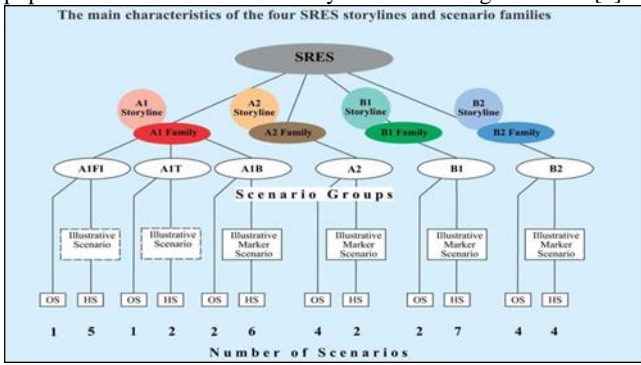 The main characteristics of the four SRES storylines and scenario families
SRES
A1
Storyline
A2
Storyline
B1
Storyline
B2
Storyline
A1 Family
A2 Family
B1 Family
B2 Family
A1FI
A1T
A1B
A2
B1
B2
Scenario Groups
Illustrative
Scenario
Illustrative
Scenario
Illustrative
Marker
Scenario
Illustrative
Marker
Scenario
Illustrative
Marker
Scenario
Illustrative
Marker
Scenario
OS HS OS HS OS HS OS HS OS HS OS HS
1 5 1 2 2 6 4 2 2 7 4 4
Number of Scenarios